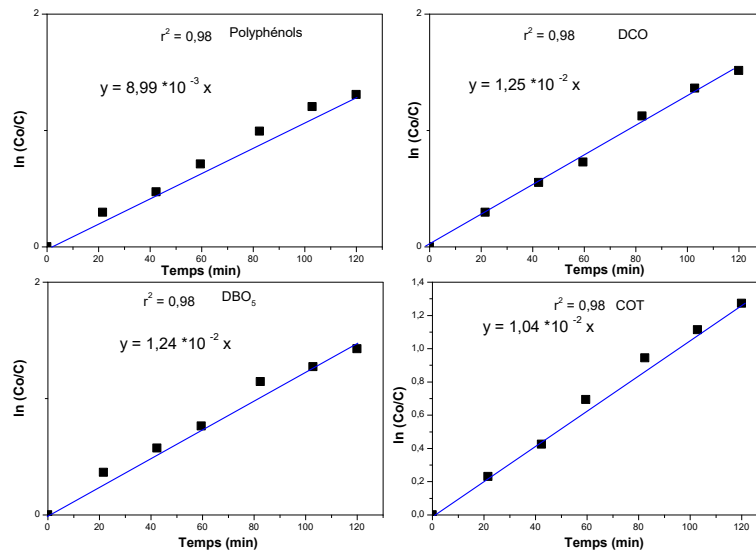 2
r² = 0,98 Polyphénols
y = 8,99 *10 ⁻³ x
1
0
ln (Co/C)
0 20 40 60 80 100 120
Temps (min)
2
r² = 0,98 DCO
y = 1,25 *10 ⁻² x
1
0
ln (Co/C)
0 20 40 60 80 100 120
Temps (min)
2
r² = 0,98 DBO₅
y = 1,24 *10 ⁻² x
1
0
ln (Co/C)
0 20 40 60 80 100 120
Temps (min)
1,4
r² = 0,98 COT
y = 1,04 *10 ⁻² x
1,2
1,0
0,8
0,6
0,4
0,2
0,0
ln (Co/C)
0 20 40 60 80 100 120
Temps (min)